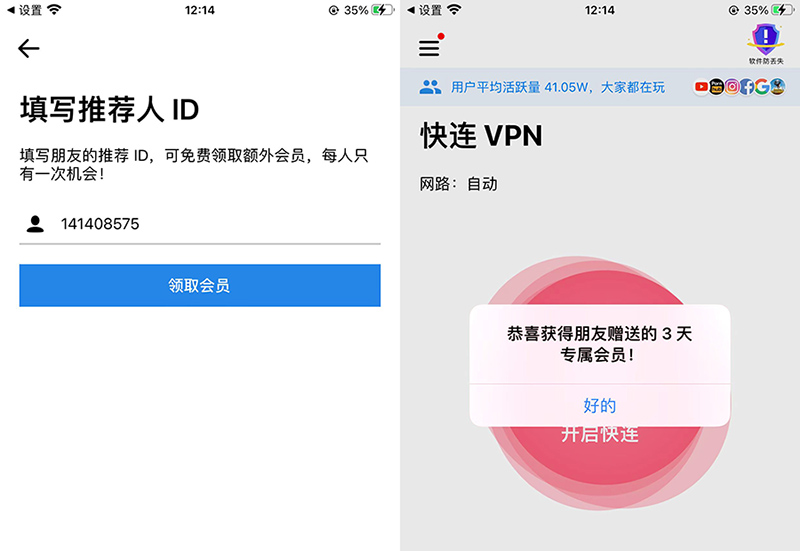 设置
12:14
35%
填写推荐人 ID
填写朋友的推荐 ID，可免费领取额外会员，每人只
有一次机会！
141408575
领取会员
设置
12:14
35%
软件防丢失
用户平均活跃量 41.05W，大家都在玩
快连 VPN
网路：自动
恭喜获得朋友赠送的 3 天
专属会员！
好的
开启快连